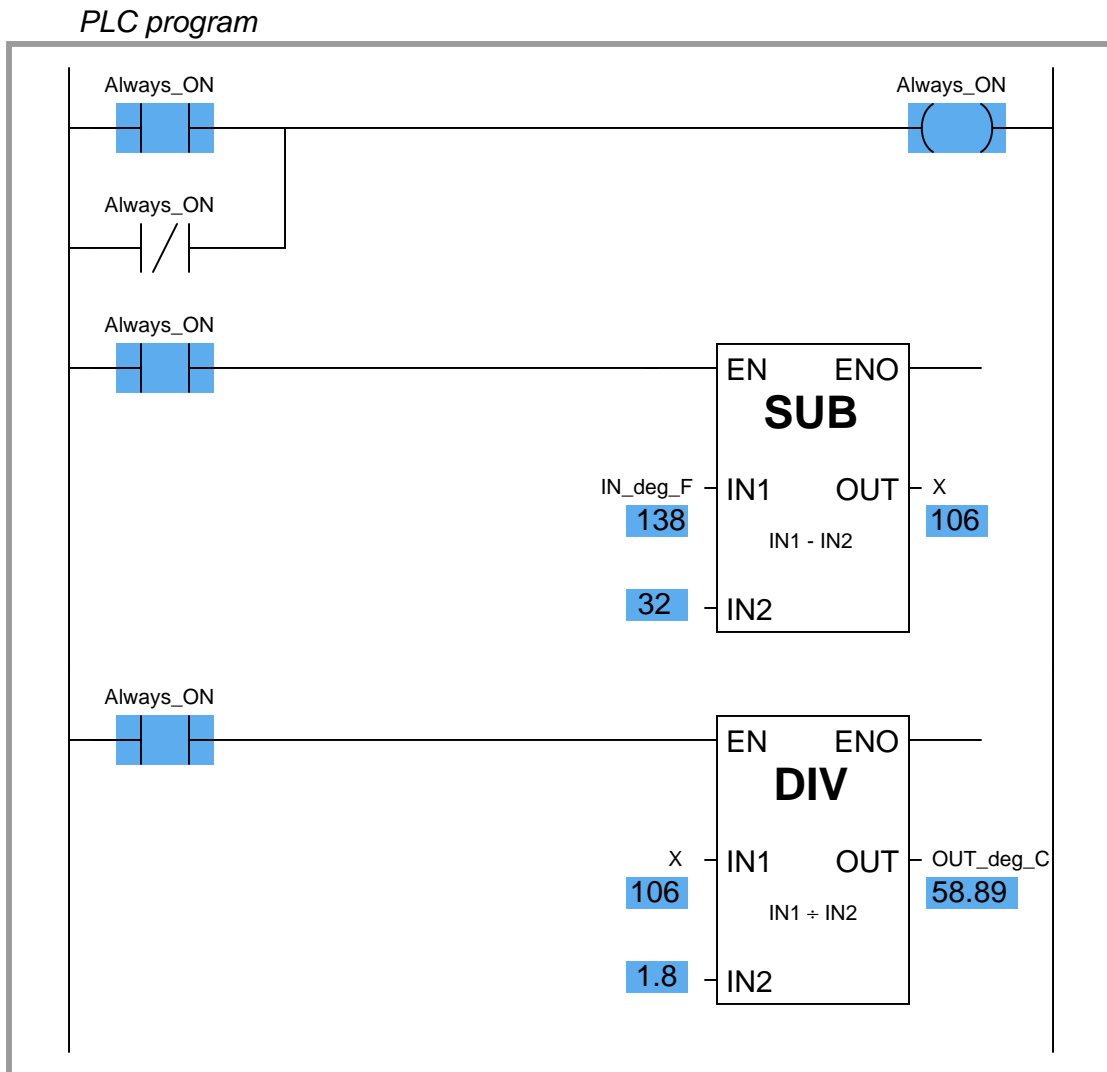 PLC program
Always_ON Always_ON
Always_ON
Always_ON
EN ENO
SUB
IN_deg_F IN1 OUT X
138 106
IN1 - IN2
32 IN2
Always_ON
EN ENO
DIV
X IN1 OUT OUT_deg_C
106 58.89
IN1 ÷ IN2
1.8 IN2